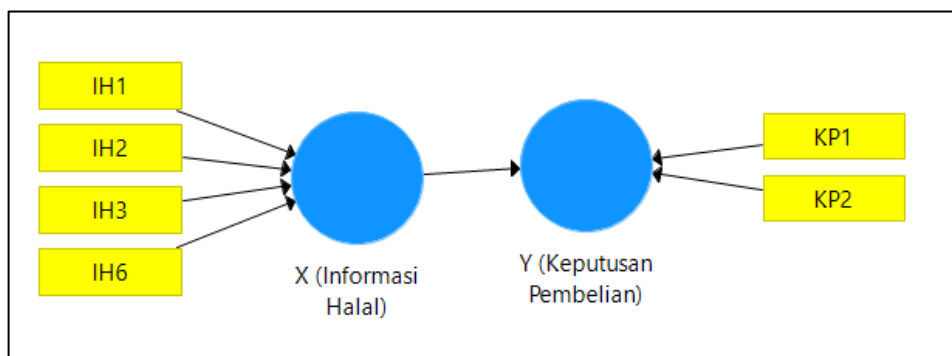 IH1
IH2
IH3
IH6
X (Informasi
Halal)
Y (Keputusan
Pembelian)
KP1
KP2